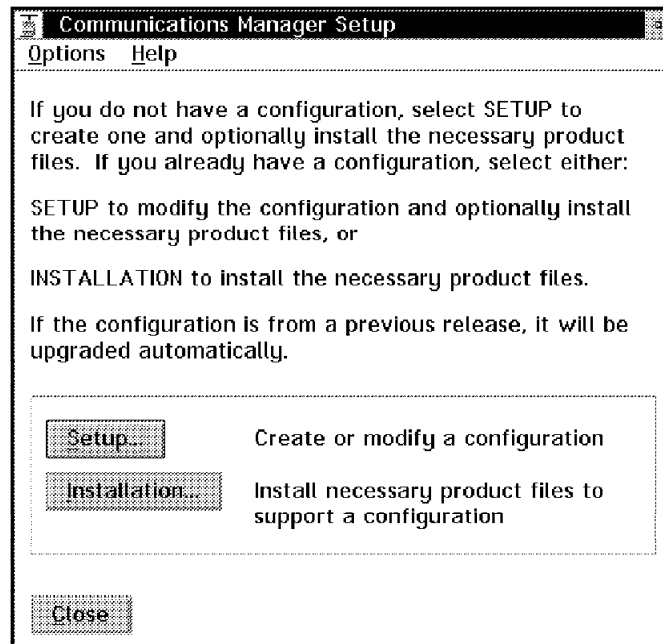 Communications Manager Setup
Options Help
If you do not have a configuration, select SETUP to
create one and optionally install the necessary product
files. If you already have a configuration, select either:
SETUP to modify the configuration and optionally install
the necessary product files, or
INSTALLATION to install the necessary product files.
If the configuration is from a previous release, it will be
upgraded automatically.
Setup... Create or modify a configuration
Installation... Install necessary product files to
support a configuration
Close